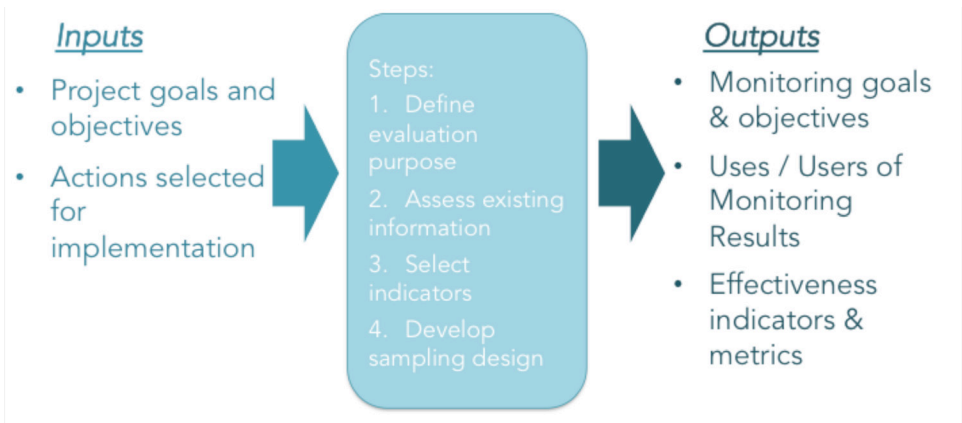 Inputs
• Project goals and
objectives
• Actions selected
for
implementation
Steps:
1. Define
evaluation
purpose
2. Assess existing
information
3. Select
indicators
4. Develop
sampling design
Outputs
• Monitoring goals
& objectives
• Uses / Users of
Monitoring
Results
• Effectiveness
indicators &
metrics